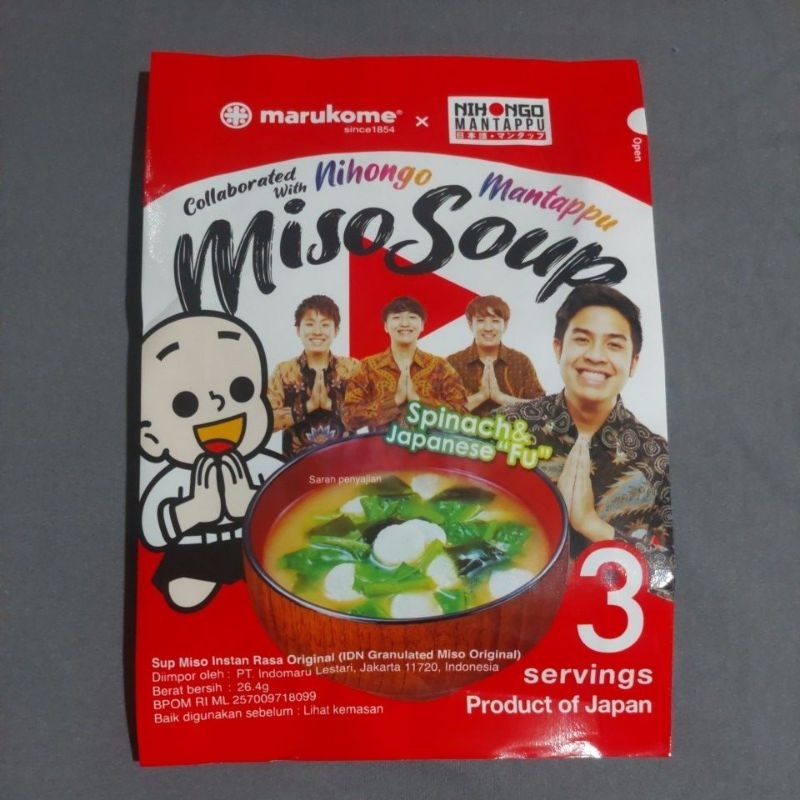 marukome®
since1854
×
NIHONGO
MANTAPPU
日本語・マンタップ
Open
Collaborated
With Nihongo Mantappu
Miso Soup
Spinach&
Japanese "Fu"
Saran penyajian
3
servings
Product of Japan
Sup Miso Instan Rasa Original (IDN Granulated Miso Original)
Diimpor oleh : PT. Indomaru Lestari, Jakarta 11720, Indonesia
Berat bersih : 26.4g
BPOM RI ML 257009718099
Baik digunakan sebelum : Lihat kemasan